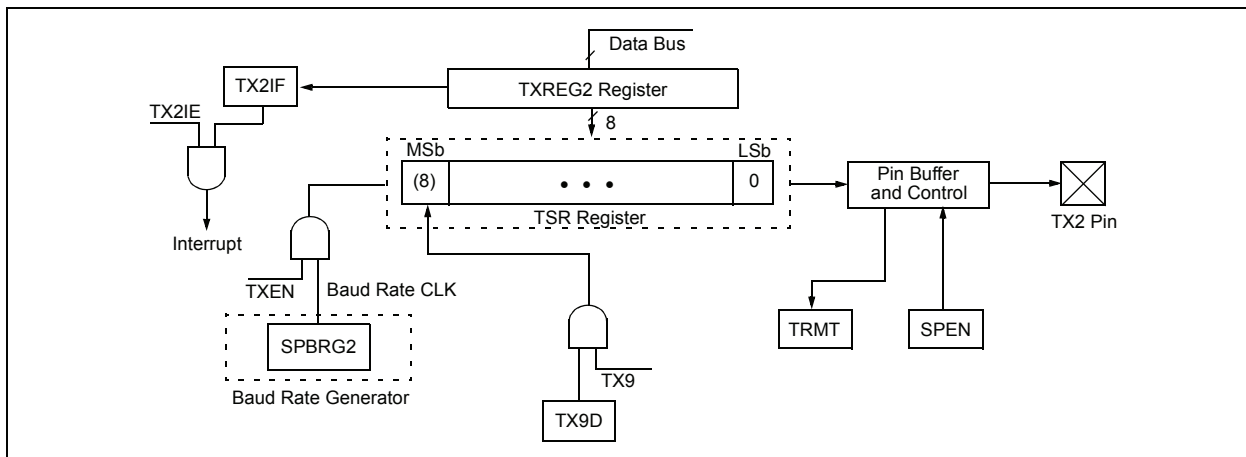 Data Bus
TX2IF
TXREG2 Register
TX2IE
8
MSb
LSb
(8)
• • •
0
Pin Buffer
and Control
TSR Register
TX2 Pin
Interrupt
TXEN
Baud Rate CLK
TRMT
SPEN
SPBRG2
TX9
Baud Rate Generator
TX9D